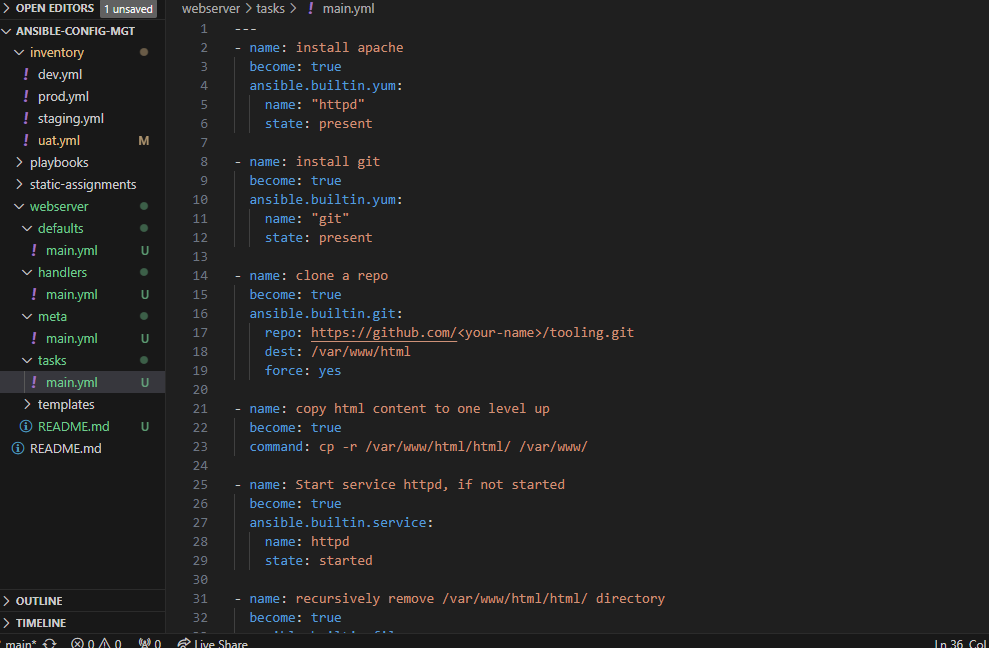 OPEN EDITORS 1 unsaved
ANSIBLE-CONFIG-MGT
inventory
! dev.yml
! prod.yml
! staging.yml
! uat.yml M
playbooks
static-assignments
webserver
defaults
! main.yml U
handlers
! main.yml U
meta
! main.yml U
tasks
! main.yml U
templates
README.md U
README.md
OUTLINE
TIMELINE
webserver > tasks > ! main.yml
1 ---
2 - name: install apache
3 become: true
4 ansible.builtin.yum:
5 name: "httpd"
6 state: present
7
8 - name: install git
9 become: true
10 ansible.builtin.yum:
11 name: "git"
12 state: present
13
14 - name: clone a repo
15 become: true
16 ansible.builtin.git:
17 repo: https://github.com/<your-name>/tooling.git
18 dest: /var/www/html
19 force: yes
20
21 - name: copy html content to one level up
22 become: true
23 command: cp -r /var/www/html/html/ /var/www/
24
25 - name: Start service httpd, if not started
26 become: true
27 ansible.builtin.service:
28 name: httpd
29 state: started
30
31 - name: recursively remove /var/www/html/html/ directory
32 become: true
main* 0 0 0 Live Share Ln 36, Col